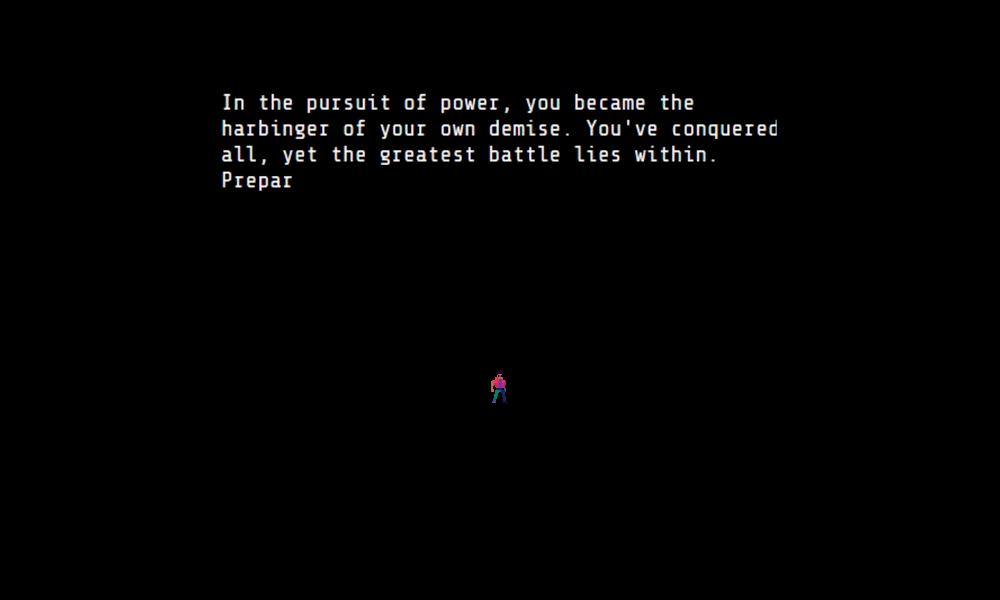 In the pursuit of power, you became the
harbinger of your own demise. You've conquered
all, yet the greatest battle lies within.
Prepar